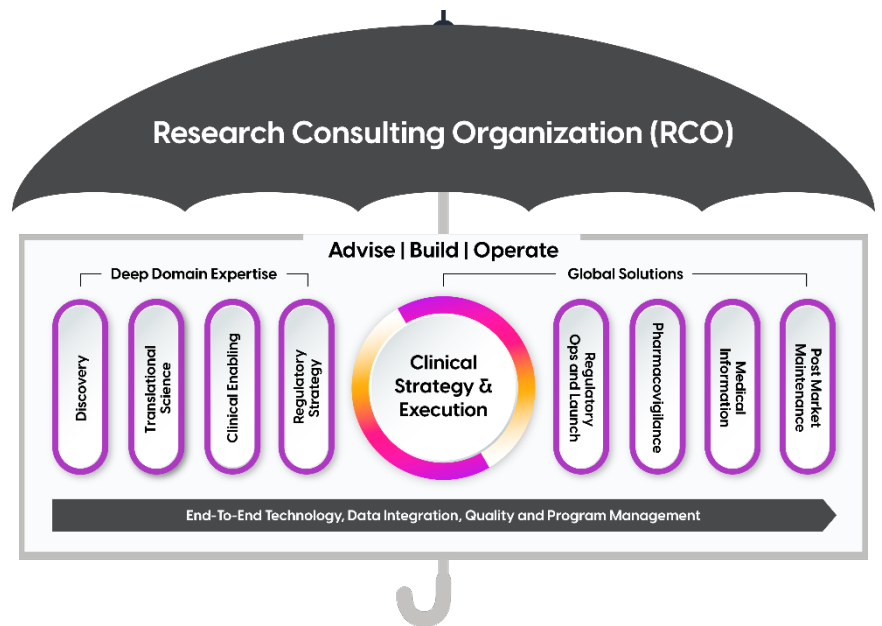 Research Consulting Organization (RCO)
Advise | Build | Operate
Deep Domain Expertise
Global Solutions
Discovery
Translational
Science
Clinical Enabling
Regulatory
Strategy
Clinical
Strategy &
Execution
Regulatory
Ops and Launch
Pharmacovigilance
Medical
Information
Post Market
Maintenance
End-To-End Technology, Data Integration, Quality and Program Management